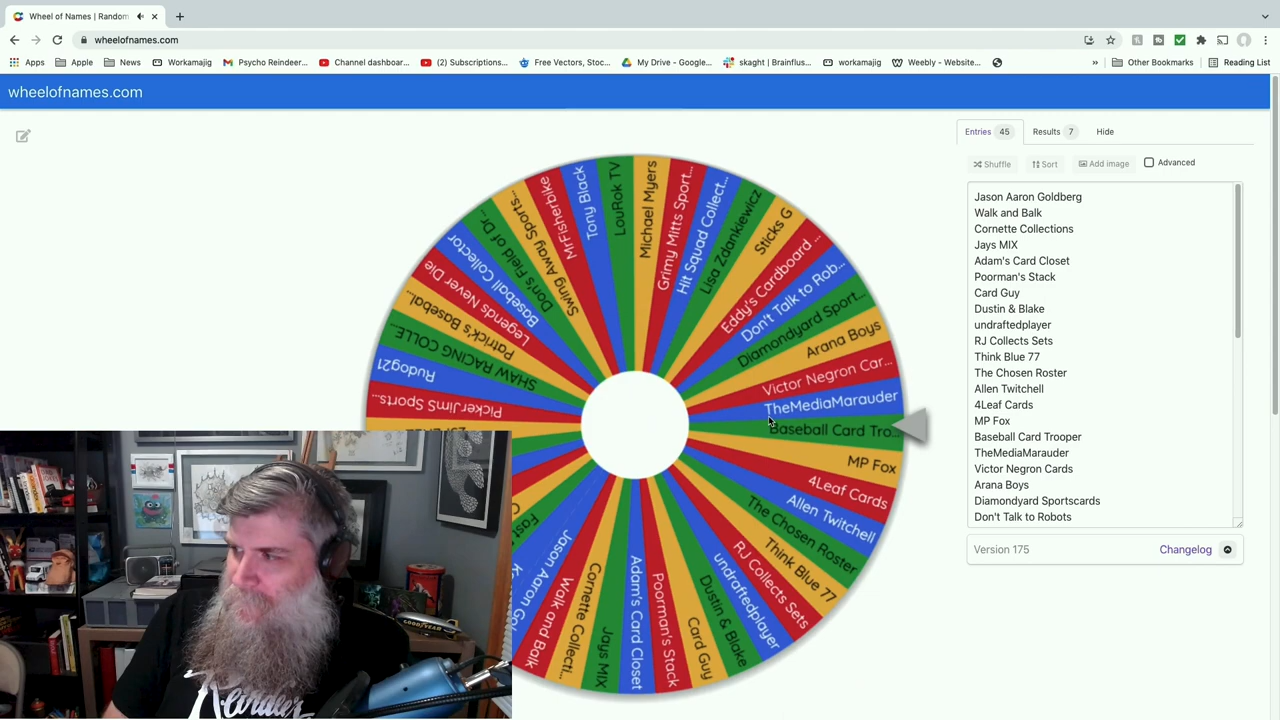 Wheel of Names | Random
wheelofnames.com
Apps
Apple
News
Workamajig
Psycho Reindeer...
Channel dashboar...
(2) Subscriptions...
Free Vectors, Stoc...
My Drive - Google...
skaght | Brainflus...
workamajig
Weebly - Website...
»
Other Bookmarks
Reading List
wheelofnames.com
Entries 45
Results 7
Hide
Shuffle
Sort
Add image
Advanced
Jason Aaron Goldberg
Walk and Balk
Cornette Collections
Jays MIX
Adam's Card Closet
Poorman's Stack
Card Guy
Dustin & Blake
undraftedplayer
RJ Collects Sets
Think Blue 77
The Chosen Roster
Allen Twitchell
4Leaf Cards
MP Fox
Baseball Card Trooper
TheMediaMarauder
Victor Negron Cards
Arana Boys
Diamondyard Sportscards
Don't Talk to Robots
Version 175
Changelog
PickerJimS Sports...
Rudog21
SHAW RACING COLLE...
Patrick's Basebal...
Legends Never Die
Baseball Collector
Don's Field of Dr...
Swing Away Sports...
MrFisherbike
Tony Black
LouRok TV
Michael Myers
Grimy Mitts Sport...
Hit Squad Collect...
Lisa Zdankiewicz
Sticks G
Eddy's Cardboard ...
Don't Talk to Rob...
Diamondyard Sport...
Arana Boys
Victor Negron Car...
TheMediaMarauder
Baseball Card Tro...
MP Fox
4Leaf Cards
Allen Twitchell
The Chosen Roster
Think Blue 77
RJ Collects Sets
undraftedplayer
Dustin & Blake
Card Guy
Poorman's Stack
Adam's Card Closet
Jays MIX
Cornette Collecti...
Walk and Balk
Jason Aaron Go
Fast